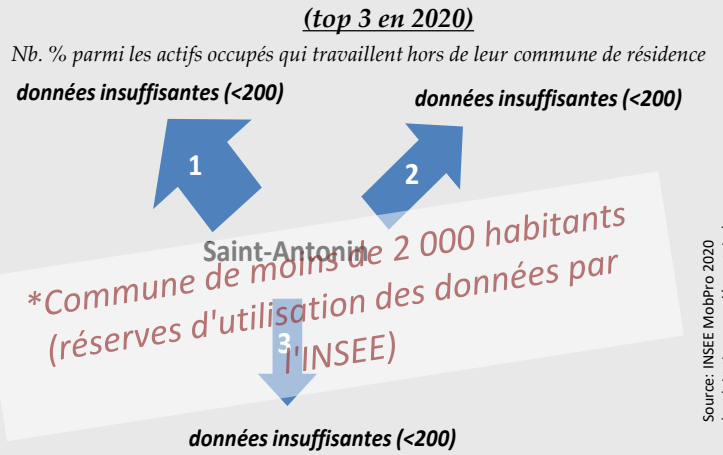 (top 3 en 2020)
Nb. % parmi les actifs occupés qui travaillent hors de leur commune de résidence
données insuffisantes (<200)
données insuffisantes (<200)
1
2
Saint-Antonin
*Commune de moins de 2 000 habitants
(réserves d'utilisation des données par
l'INSEE)
3
données insuffisantes (<200)
Source: INSEE MobPro 2020